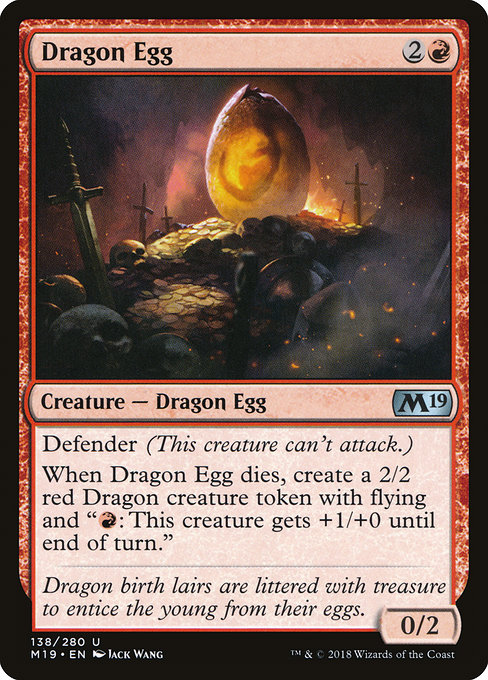 Dragon Egg 2
Creature — Dragon Egg M19
Defender (This creature can't attack.)
When Dragon Egg dies, create a 2/2
red Dragon creature token with flying
and “: This creature gets +1/+0 until
end of turn.”
Dragon birth lairs are littered with treasure
to entice the young from their eggs.
0/2
138/280 U
M19 • EN Jack Wang ™ & © 2018 Wizards of the Coast